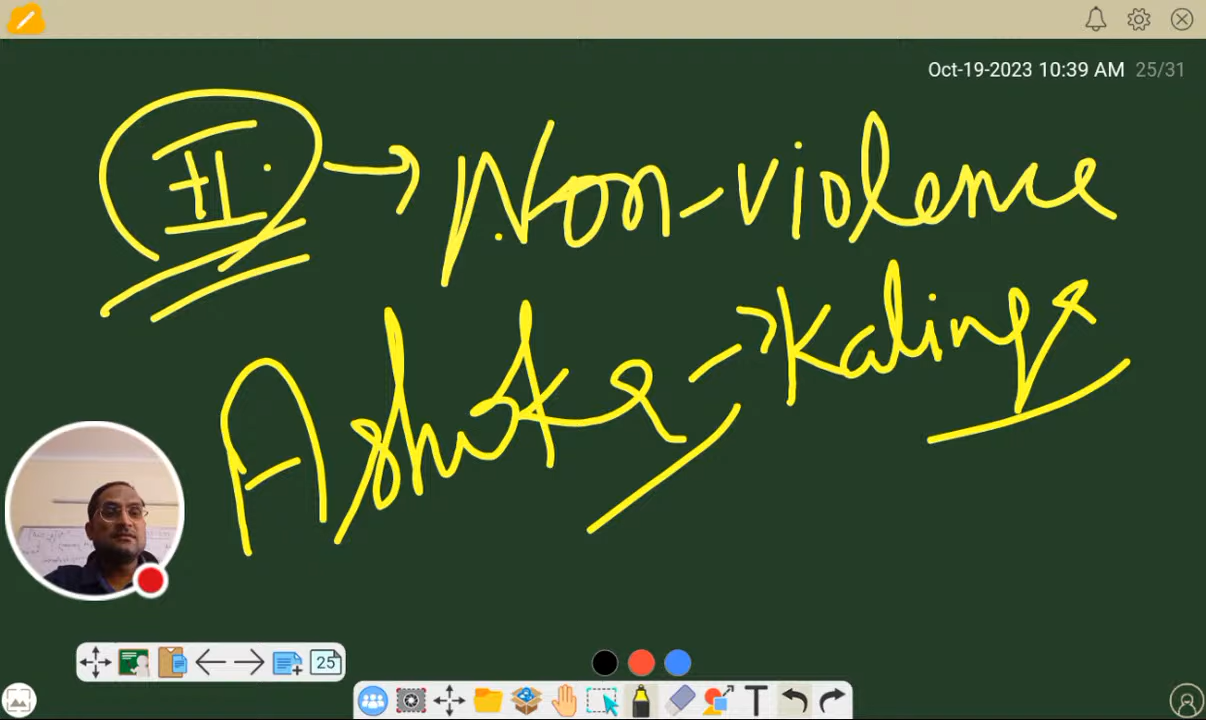 Oct-19-2023 10:39 AM 25/31
II → Non-violence
Ashoka → Kalinga
25
T